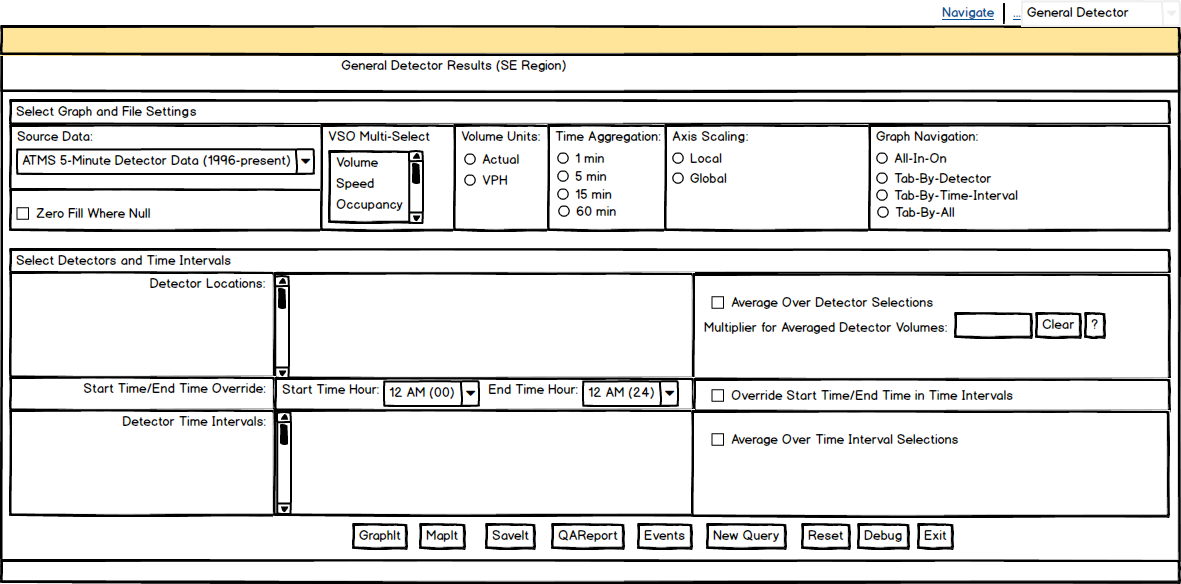 Navigate ... General Detector
General Detector Results (SE Region)
Select Graph and File Settings
Source Data:
ATMS 5-Minute Detector Data (1996-present)
Zero Fill Where Null
VSO Multi-Select
Volume
Speed
Occupancy
Volume Units:
Actual
VPH
Time Aggregation:
1 min
5 min
15 min
60 min
Axis Scaling:
Local
Global
Graph Navigation:
All-In-On
Tab-By-Detector
Tab-By-Time-Interval
Tab-By-All
Select Detectors and Time Intervals
Detector Locations:
Average Over Detector Selections
Multiplier for Averaged Detector Volumes: Clear ?
Start Time/End Time Override: Start Time Hour: 12 AM (00) End Time Hour: 12 AM (24) Override Start Time/End Time in Time Intervals
Detector Time Intervals:
Average Over Time Interval Selections
GraphIt MapIt SaveIt QAReport Events New Query Reset Debug Exit